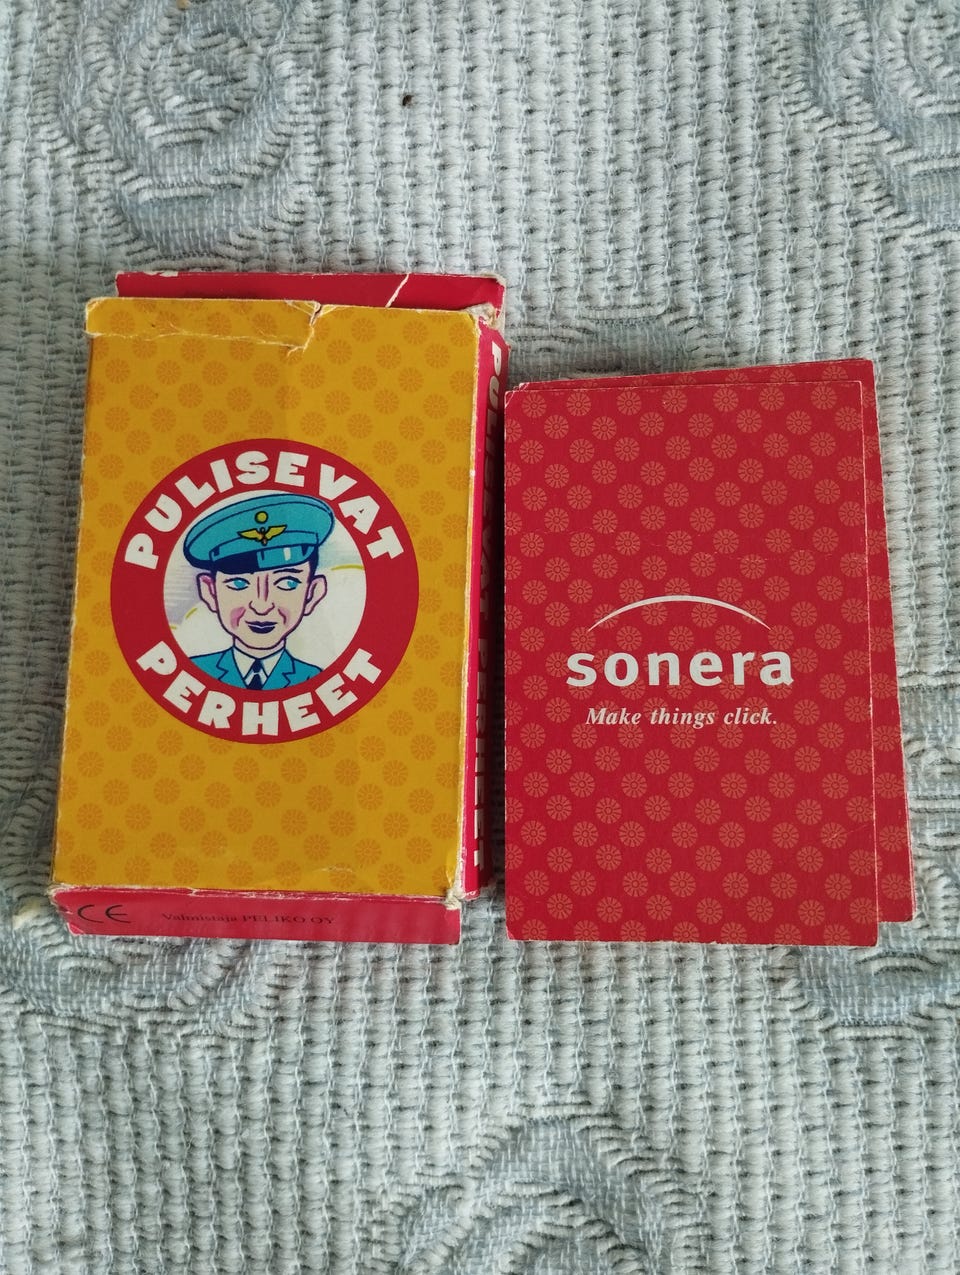 PULISEVAT
PERHEET
PULISEVAT PERHEET
CE
Valmistaja PELIKO OY
sonera
Make things click.